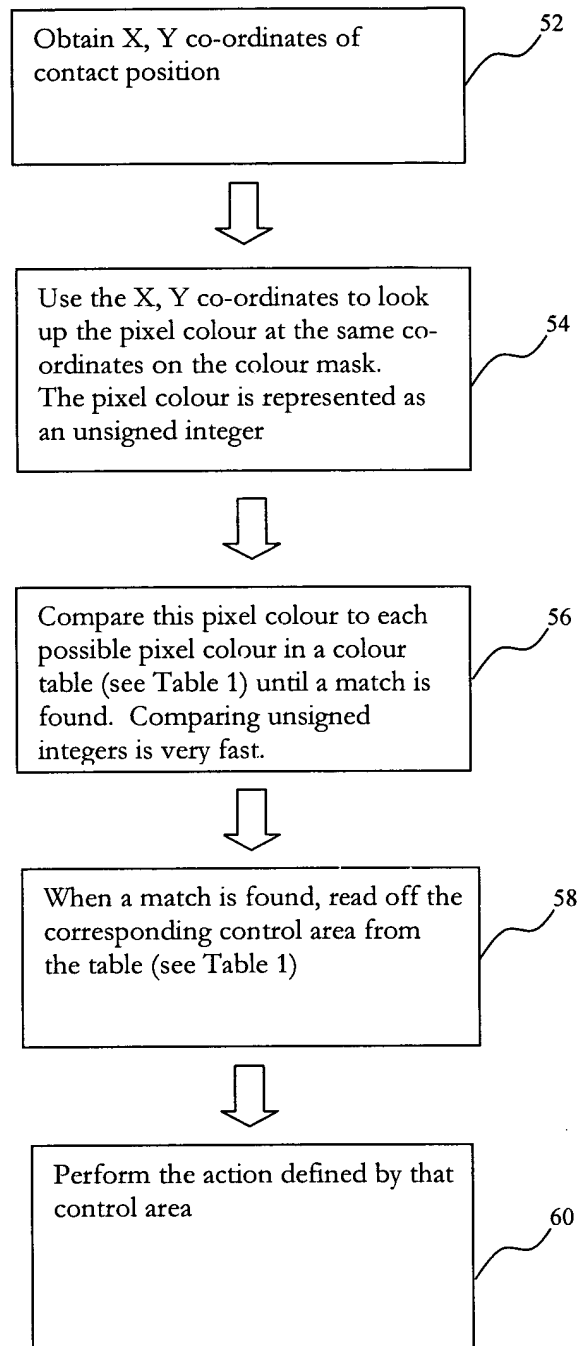 Obtain X, Y co-ordinates of
contact position
52
Use the X, Y co-ordinates to look
up the pixel colour at the same co-
ordinates on the colour mask.
The pixel colour is represented as
an unsigned integer
54
Compare this pixel colour to each
possible pixel colour in a colour
table (see Table 1) until a match is
found. Comparing unsigned
integers is very fast.
56
When a match is found, read off the
corresponding control area from
the table (see Table 1)
58
Perform the action defined by that
control area
60